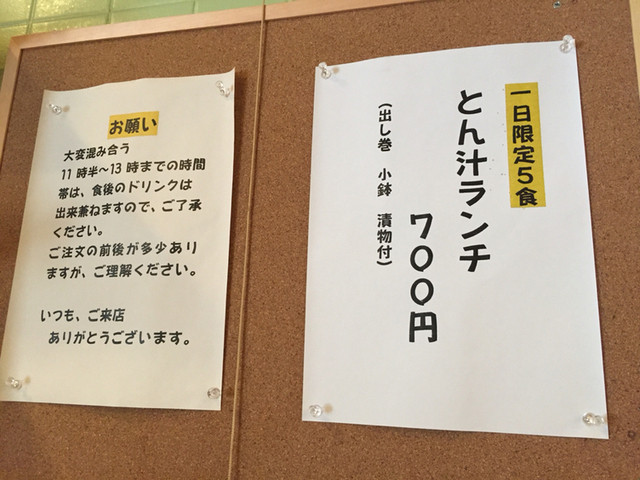 お願い
大変混み合う
11時半～13時までの時間
帯は、食後のドリンクは
出来兼ねますので、ご了承
ください。
ご注文の前後が多少あり
ますが、ご理解ください。
いつも、ご来店
ありがとうございます。
一日限定５食
とん汁ランチ
７００円
（出し巻　小鉢　漬物付）